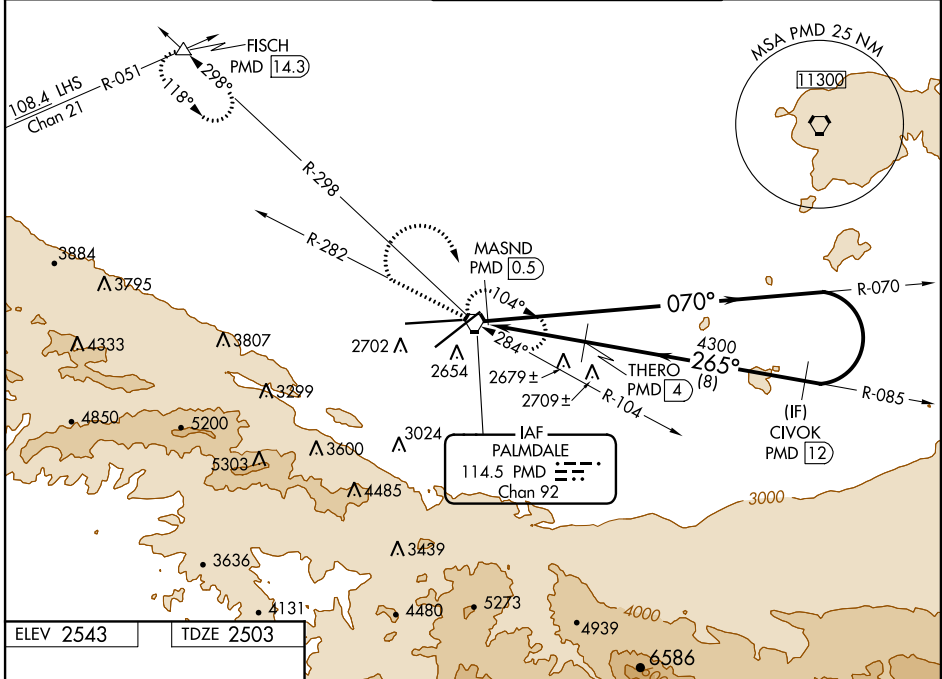 FISCH
PMD 14.3
298°
118°
R-051
108.4 LHS
Chan 21
MSA PMD 25 NM
11300
R-298
R-282
MASND
PMD 0.5
104°
284°
070°
R-070
4300
265°
(8)
R-085
THERO
PMD 4
R-104
(IF)
CIVOK
PMD 12
3884
3795
4333
3807
2702
2654
2679±
2709±
3299
4850
5200
5303
3600
3024
4485
IAF
PALMDALE
114.5 PMD
Chan 92
3000
3439
3636
4131
4480
5273
4000
4939
6586
ELEV 2543
TDZE 2503